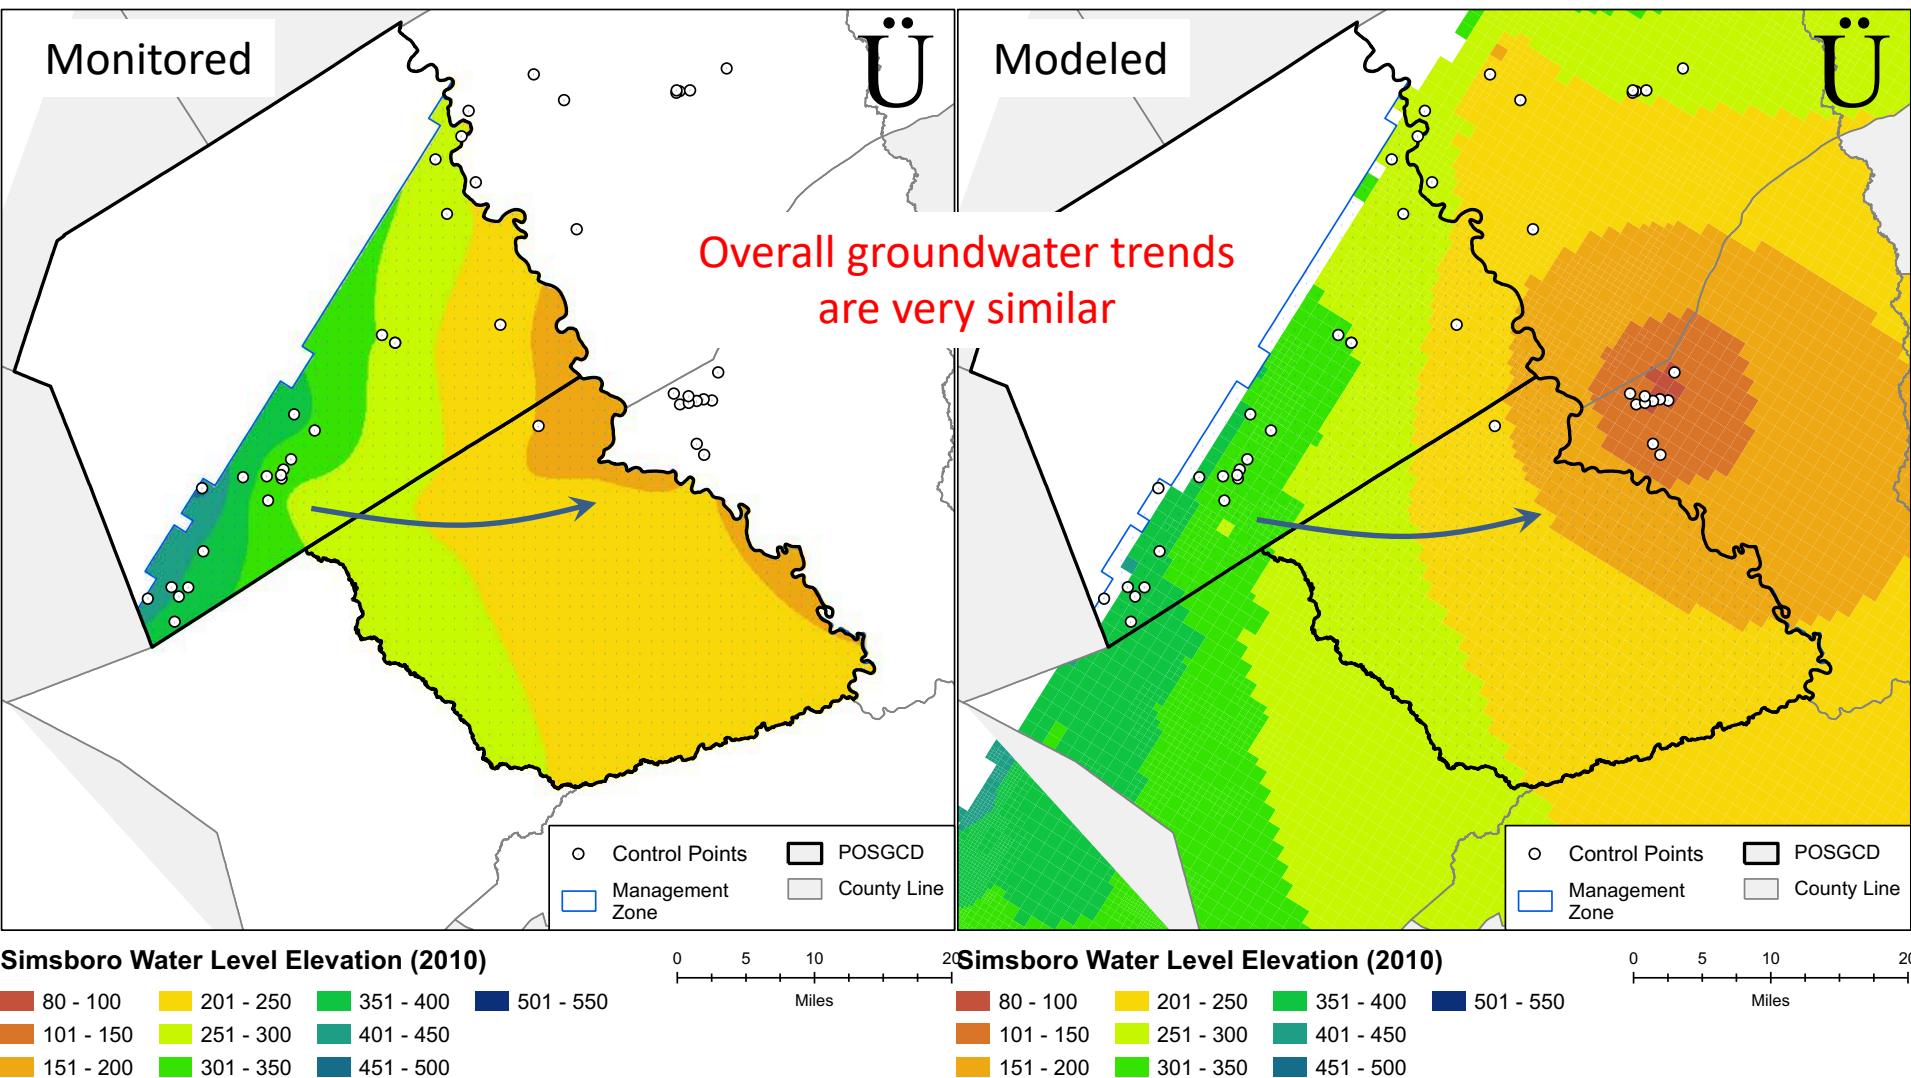 Monitored
Ü
Modeled
Ü
Overall groundwater trends
are very similar
Control Points
POSGCD
Management
Zone
County Line
Control Points
POSGCD
Management
Zone
County Line
Simsboro Water Level Elevation (2010)
80 - 100
201 - 250
351 - 400
501 - 550
101 - 150
251 - 300
401 - 450
151 - 200
301 - 350
451 - 500
0 5 10 20
Miles
Simsboro Water Level Elevation (2010)
80 - 100
201 - 250
351 - 400
501 - 550
101 - 150
251 - 300
401 - 450
151 - 200
301 - 350
451 - 500
0 5 10 20
Miles